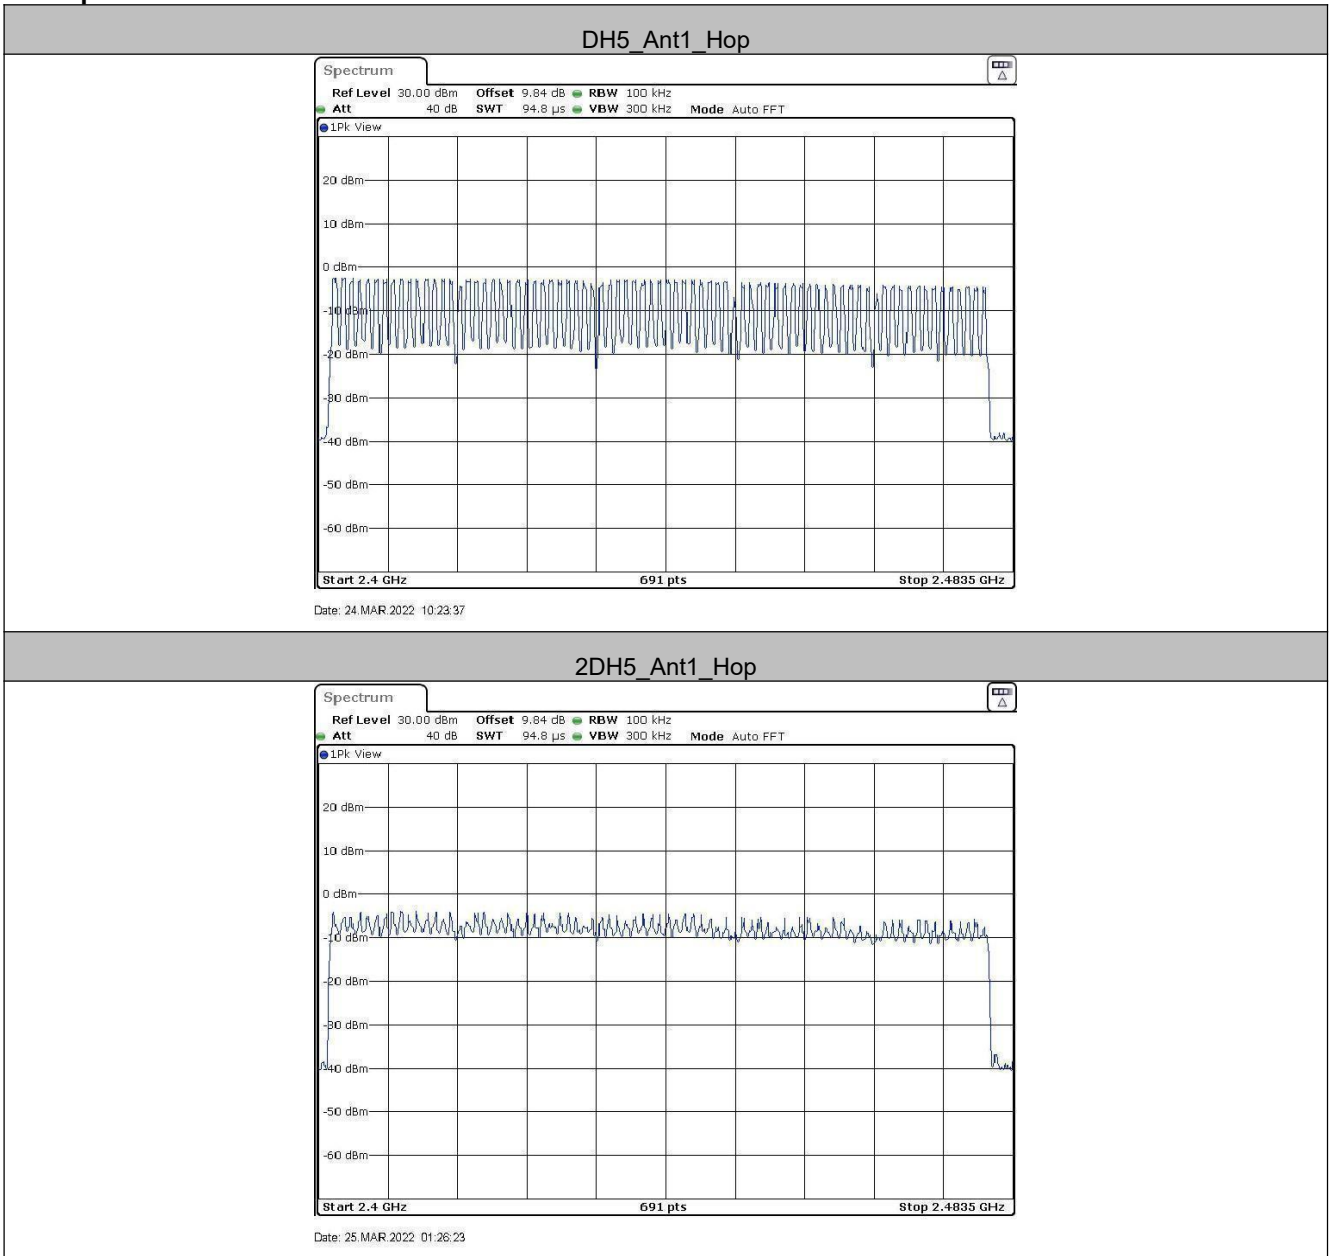 DH5_Ant1_Hop
Spectrum
Ref Level 30.00 dBm Offset 9.84 dB RBW 100 kHz
Att 40 dB SWT 94.8 µs VBW 300 kHz Mode Auto FFT
1Pk View
20 dBm
10 dBm
0 dBm
-10 dBm
-20 dBm
-30 dBm
-40 dBm
-50 dBm
-60 dBm
Start 2.4 GHz 691 pts Stop 2.4835 GHz
Date: 24.MAR.2022 10:23:37
2DH5_Ant1_Hop
Spectrum
Ref Level 30.00 dBm Offset 9.84 dB RBW 100 kHz
Att 40 dB SWT 94.8 µs VBW 300 kHz Mode Auto FFT
1Pk View
20 dBm
10 dBm
0 dBm
-10 dBm
-20 dBm
-30 dBm
-40 dBm
-50 dBm
-60 dBm
Start 2.4 GHz 691 pts Stop 2.4835 GHz
Date: 25.MAR.2022 01:26:23